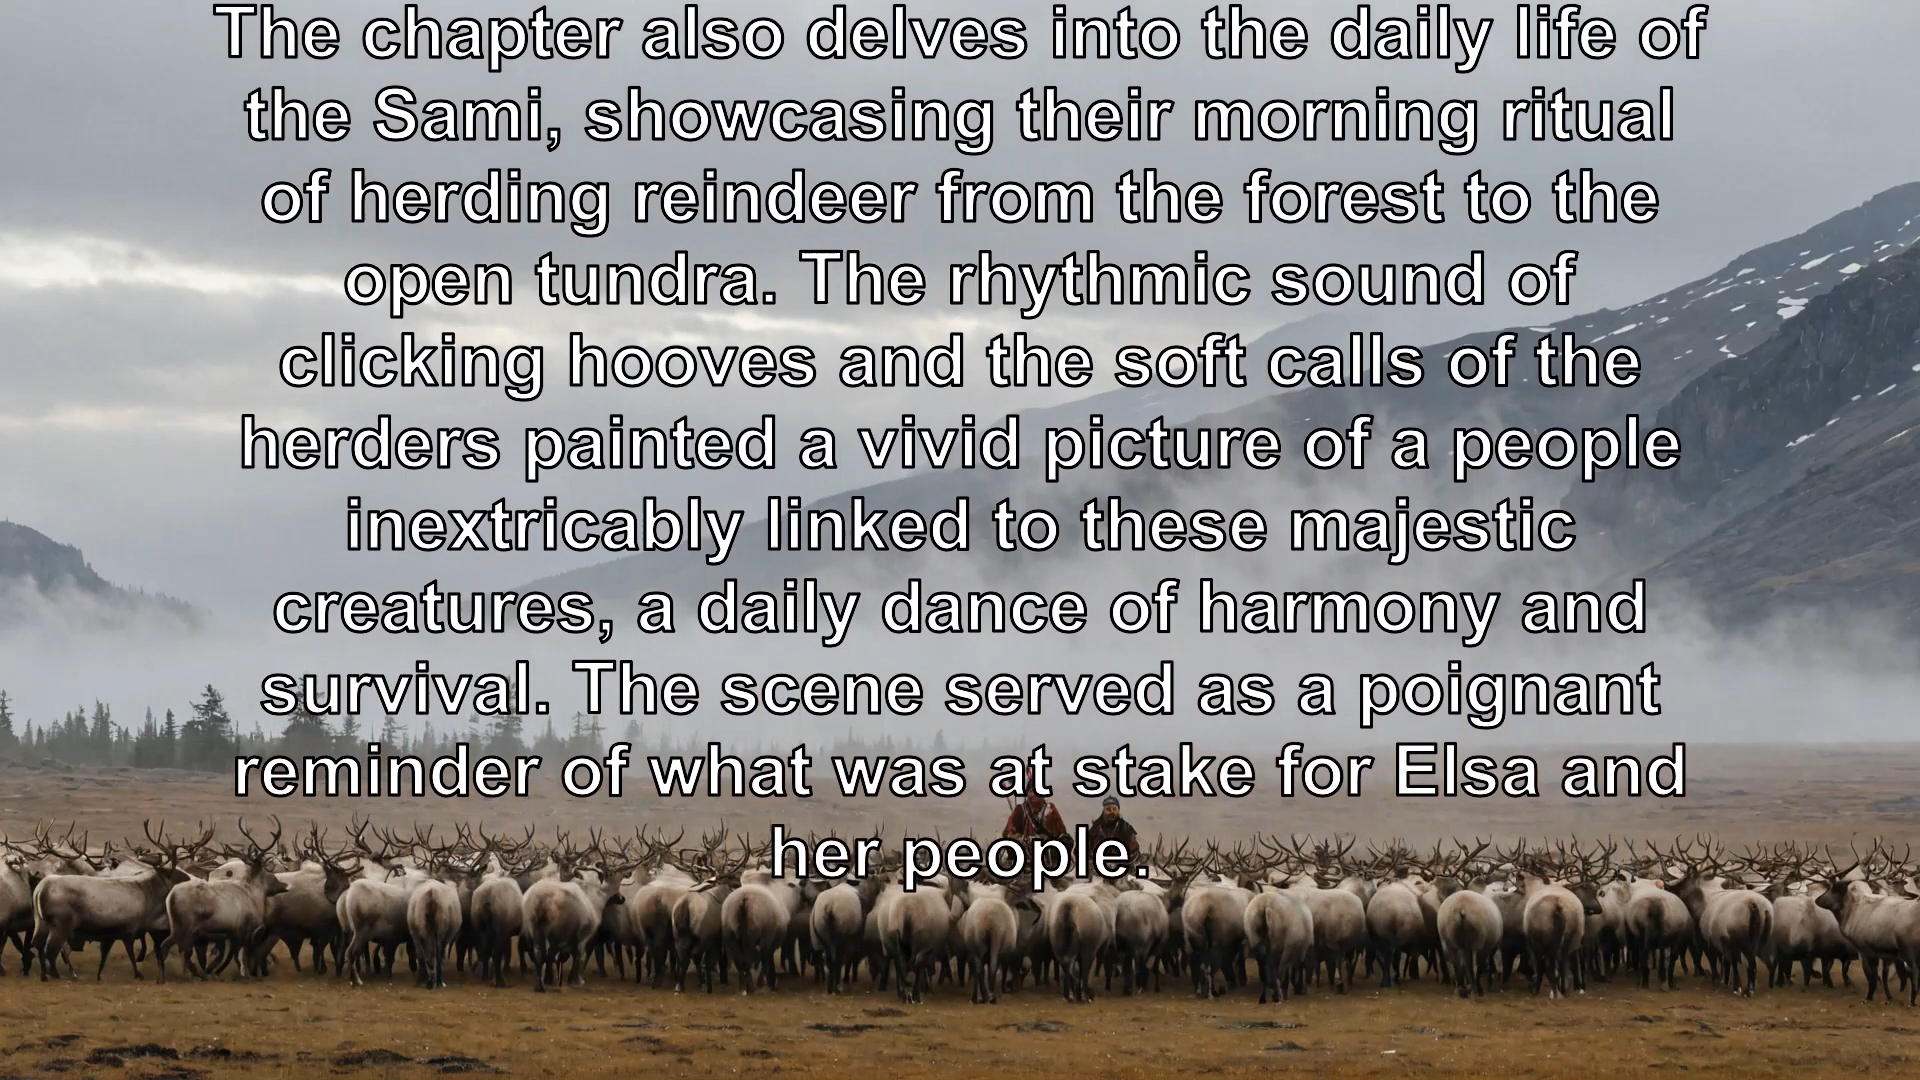 The chapter also delves into the daily life of
the Sami, showcasing their morning ritual
of herding reindeer from the forest to the
open tundra. The rhythmic sound of
clicking hooves and the soft calls of the
herders painted a vivid picture of a people
inextricably linked to these majestic
creatures, a daily dance of harmony and
survival. The scene served as a poignant
reminder of what was at stake for Elsa and
her people.